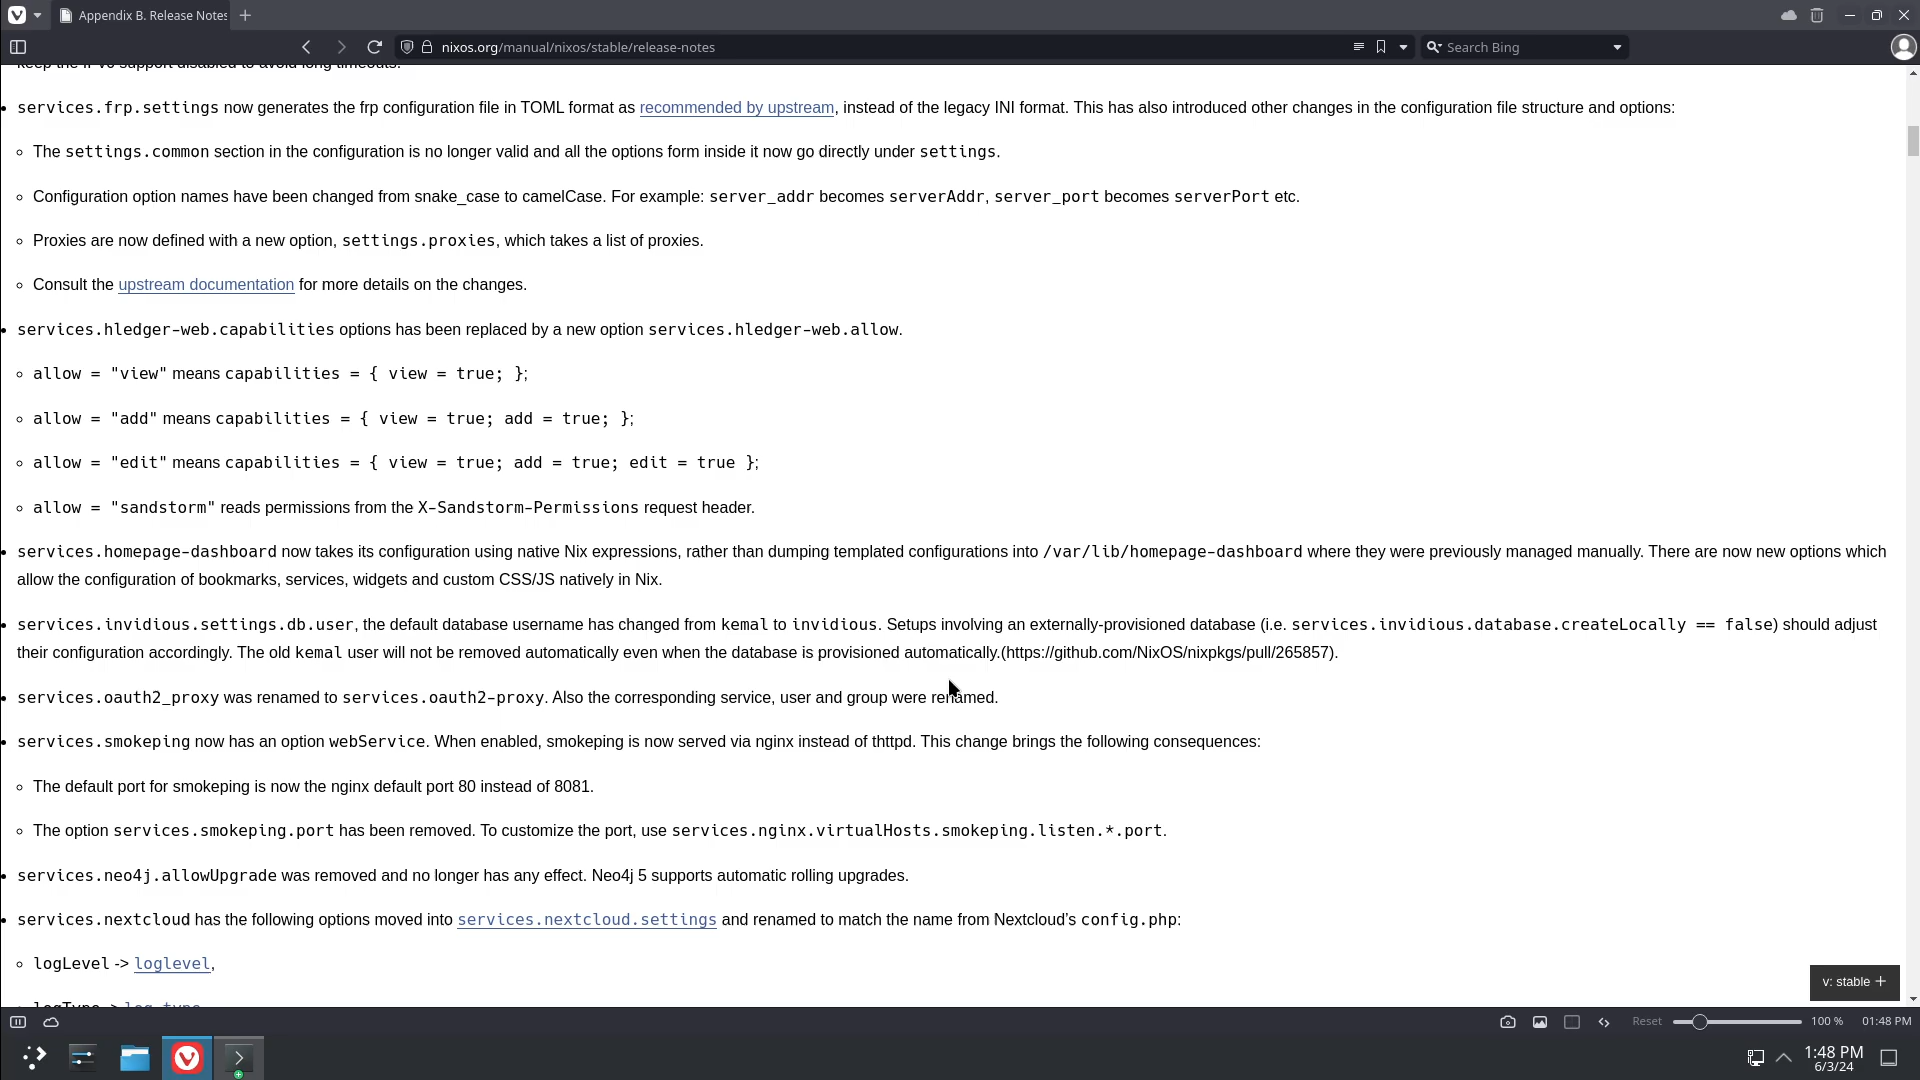 Appendix B. Release Notes
nixos.org/manual/nixos/stable/release-notes
Search Bing
keep the IPv6 support disabled to avoid long timeouts.
services.frp.settings now generates the frp configuration file in TOML format as recommended by upstream, instead of the legacy INI format. This has also introduced other changes in the configuration file structure and options:
The settings.common section in the configuration is no longer valid and all the options form inside it now go directly under settings.
Configuration option names have been changed from snake_case to camelCase. For example: server_addr becomes serverAddr, server_port becomes serverPort etc.
Proxies are now defined with a new option, settings.proxies, which takes a list of proxies.
Consult the upstream documentation for more details on the changes.
services.hledger-web.capabilities options has been replaced by a new option services.hledger-web.allow.
allow = "view" means capabilities = { view = true; };
allow = "add" means capabilities = { view = true; add = true; };
allow = "edit" means capabilities = { view = true; add = true; edit = true };
allow = "sandstorm" reads permissions from the X-Sandstorm-Permissions request header.
services.homepage-dashboard now takes its configuration using native Nix expressions, rather than dumping templated configurations into /var/lib/homepage-dashboard where they were previously managed manually. There are now new options which
allow the configuration of bookmarks, services, widgets and custom CSS/JS natively in Nix.
services.invidious.settings.db.user, the default database username has changed from kemal to invidious. Setups involving an externally-provisioned database (i.e. services.invidious.database.createLocally == false) should adjust
their configuration accordingly. The old kemal user will not be removed automatically even when the database is provisioned automatically.(https://github.com/NixOS/nixpkgs/pull/265857).
services.oauth2_proxy was renamed to services.oauth2-proxy. Also the corresponding service, user and group were renamed.
services.smokeping now has an option webService. When enabled, smokeping is now served via nginx instead of thttpd. This change brings the following consequences:
The default port for smokeping is now the nginx default port 80 instead of 8081.
The option services.smokeping.port has been removed. To customize the port, use services.nginx.virtualHosts.smokeping.listen.*.port.
services.neo4j.allowUpgrade was removed and no longer has any effect. Neo4j 5 supports automatic rolling upgrades.
services.nextcloud has the following options moved into services.nextcloud.settings and renamed to match the name from Nextcloud’s config.php:
logLevel -> loglevel,
logType -> log_type
v: stable +
Reset 100 % 01:48 PM
1:48 PM
6/3/24